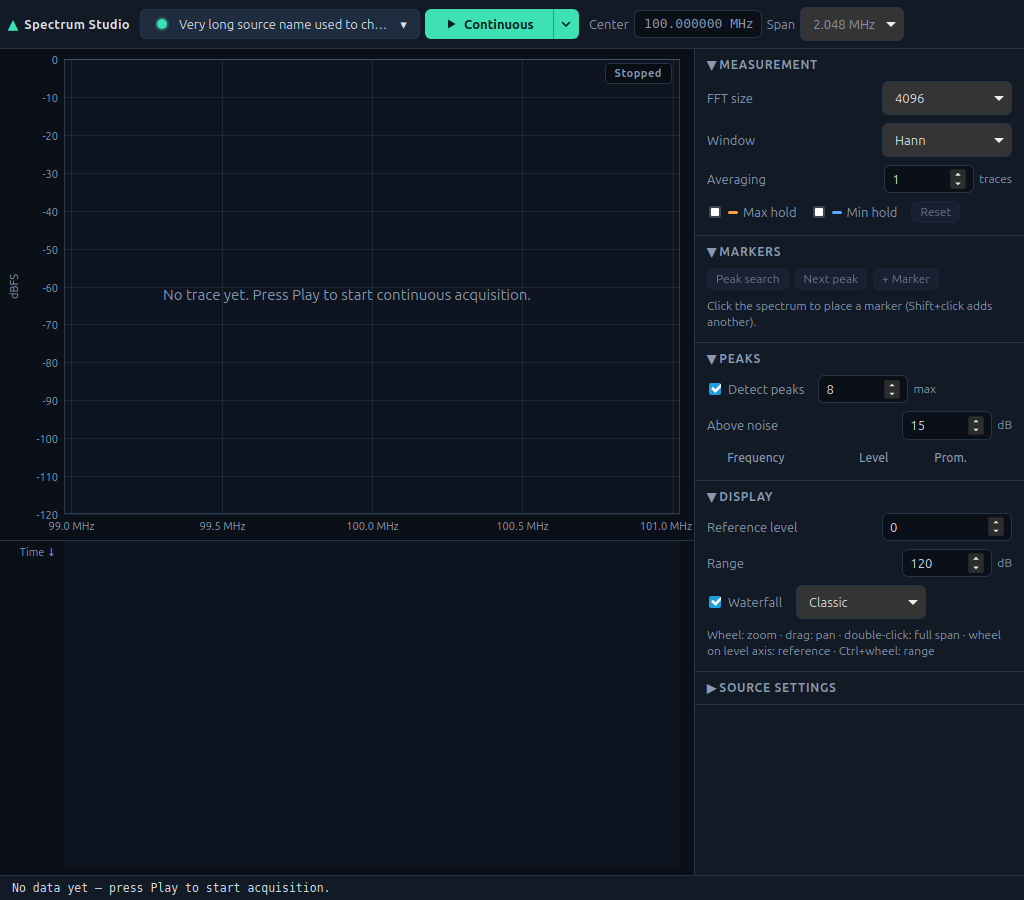 Spectrum Studio
Very long source name used to ch... ▼
Continuous
Center 100.000000 MHz Span 2.048 MHz
0
Stopped
-10
-20
-30
-40
-50
-60
-70
-80
-90
-100
-110
-120
dBFS
No trace yet. Press Play to start continuous acquisition.
99.0 MHz 99.5 MHz 100.0 MHz 100.5 MHz 101.0 MHz
Time ↓
▼ MEASUREMENT
FFT size 4096
Window Hann
Averaging 1 traces
Max hold Min hold Reset
▼ MARKERS
Peak search Next peak + Marker
Click the spectrum to place a marker (Shift+click adds
another).
▼ PEAKS
Detect peaks 8 max
Above noise 15 dB
Frequency Level Prom.
▼ DISPLAY
Reference level 0
Range 120 dB
Waterfall Classic
Wheel: zoom · drag: pan · double-click: full span · wheel
on level axis: reference · Ctrl+wheel: range
▶ SOURCE SETTINGS
No data yet — press Play to start acquisition.